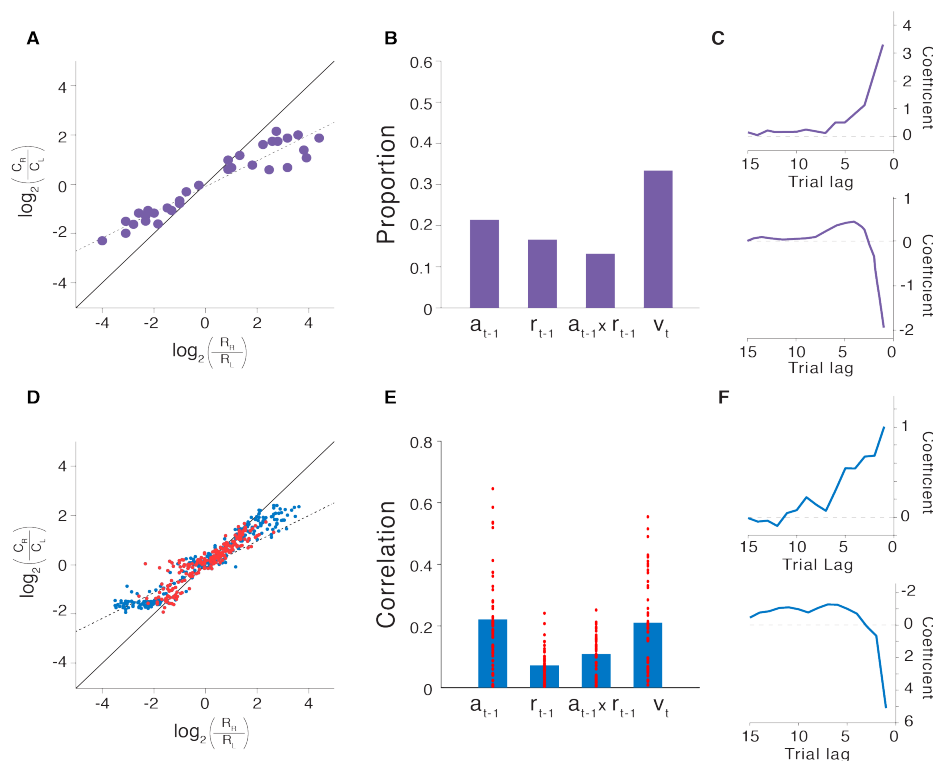 A
log2(CR/CL)
4
2
0
-2
-4
-4 -2 0 2 4
log2(RR/RL)
B
Proportion
0.6
0.5
0.4
0.3
0.2
0.1
0
at-1 rt-1 at-1 x rt-1 vt
C
4
3
2
1
0
Coefficient
15 10 5 0
Trial lag
1
0
-1
-2
Coefficient
15 10 5 0
Trial lag
D
log2(CR/CL)
4
2
0
-2
-4
-4 -2 0 2 4
log2(RR/RL)
E
Correlation
0.8
0.6
0.4
0.2
0
at-1 rt-1 at-1 x rt-1 vt
F
1
0
Coefficient
15 10 5 0
Trial Lag
-2
0
2
4
6
Coefficient
15 10 5 0
Trial lag